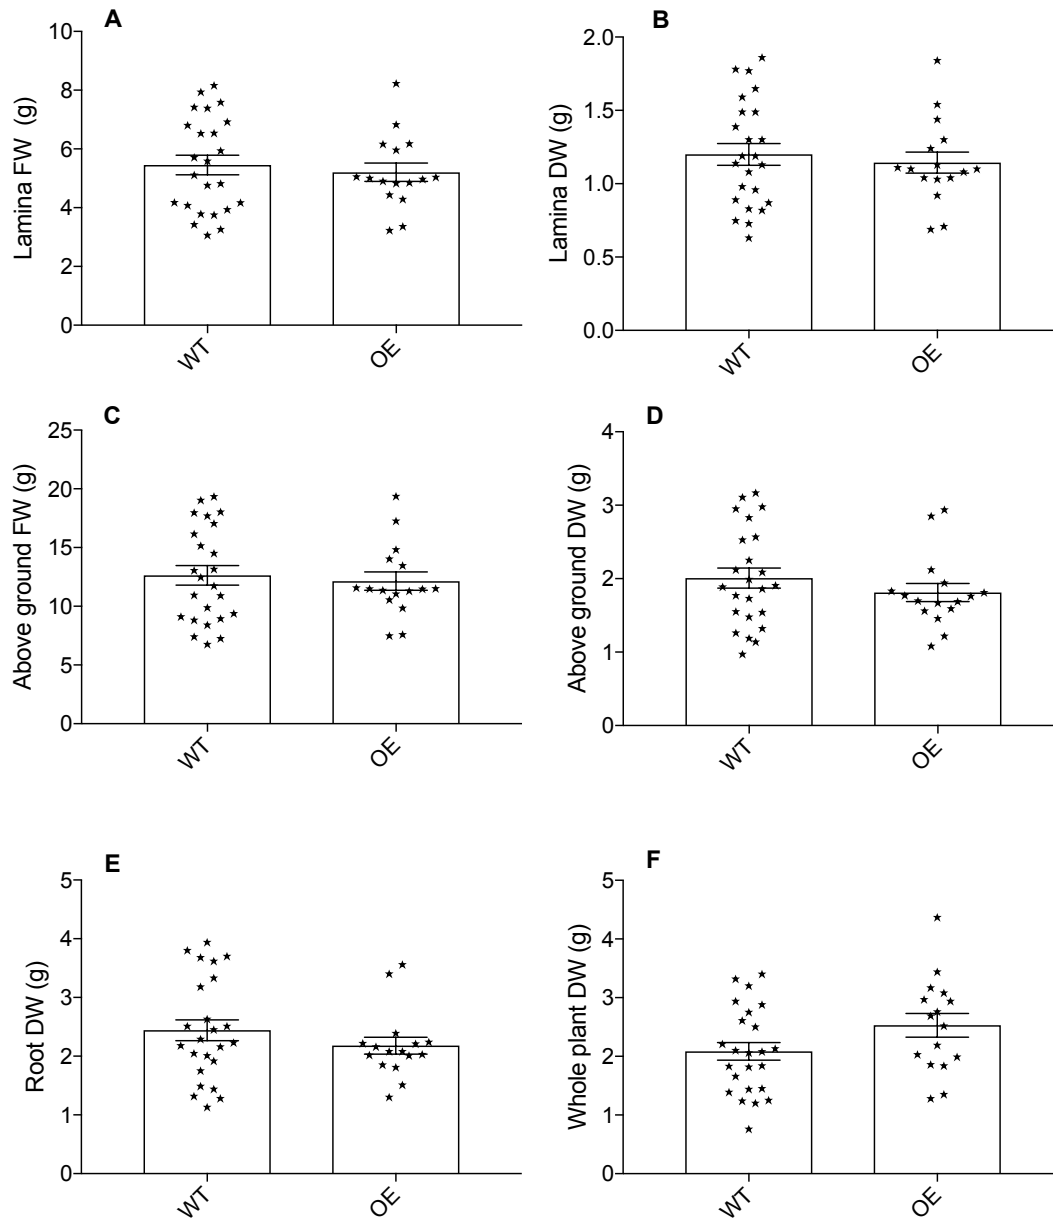 A
Lamina FW (g)
10
8
6
4
2
0
WT
OE
B
Lamina DW (g)
2.0
1.5
1.0
0.5
0.0
WT
OE
C
Above ground FW (g)
25
20
15
10
5
0
WT
OE
D
Above ground DW (g)
4
3
2
1
0
WT
OE
E
Root DW (g)
5
4
3
2
1
0
WT
OE
F
Whole plant DW (g)
5
4
3
2
1
0
WT
OE